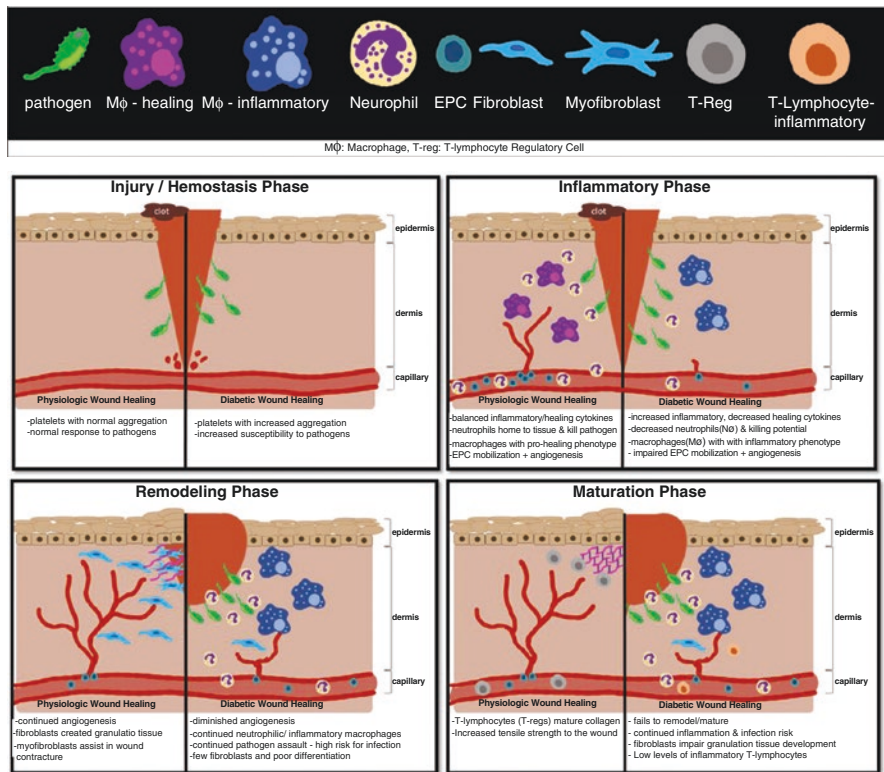 pathogen
Mϕ - healing
Mϕ - inflammatory
Neurophil
EPC
Fibroblast
Myofibroblast
T-Reg
T-Lymphocyte-
inflammatory
Mϕ: Macrophage, T-reg: T-lymphocyte Regulatory Cell
Injury / Hemostasis Phase
clot
epidermis
dermis
capillary
Physiologic Wound Healing
-platelets with normal aggregation
-normal response to pathogens
Diabetic Wound Healing
-platelets with increased aggregation
-increased susceptibility to pathogens
Inflammatory Phase
clot
epidermis
dermis
capillary
Physiologic Wound Healing
-balanced inflammatory/healing cytokines
-neutrophils home to tissue & kill pathogen
-macrophages with pro-healing phenotype
-EPC mobilization + angiogenesis
Diabetic Wound Healing
-increased inflammatory, decreased healing cytokines
-decreased neutrophils(NØ) & killing potential
-macrophages(MØ) with with inflammatory phenotype
- impaired EPC mobilization + angiogenesis
Remodeling Phase
epidermis
dermis
capillary
Physiologic Wound Healing
-continued angiogenesis
-fibroblasts created granulatio tissue
-myofibroblasts assist in wound
contracture
Diabetic Wound Healing
-diminished angiogenesis
-continued neutrophilic/ inflammatory macrophages
-continued pathogen assault - high risk for infection
-few fibroblasts and poor differentiation
Maturation Phase
epidermis
dermis
capillary
Physiologic Wound Healing
-T-lymphocytes (T-regs) mature collagen
-Increased tensile strength to the wound
Diabetic Wound Healing
- fails to remodel/mature
- continued inflammation & infection risk
- fibroblasts impair granulation tissue development
- Low levels of inflammatory T-lymphocytes